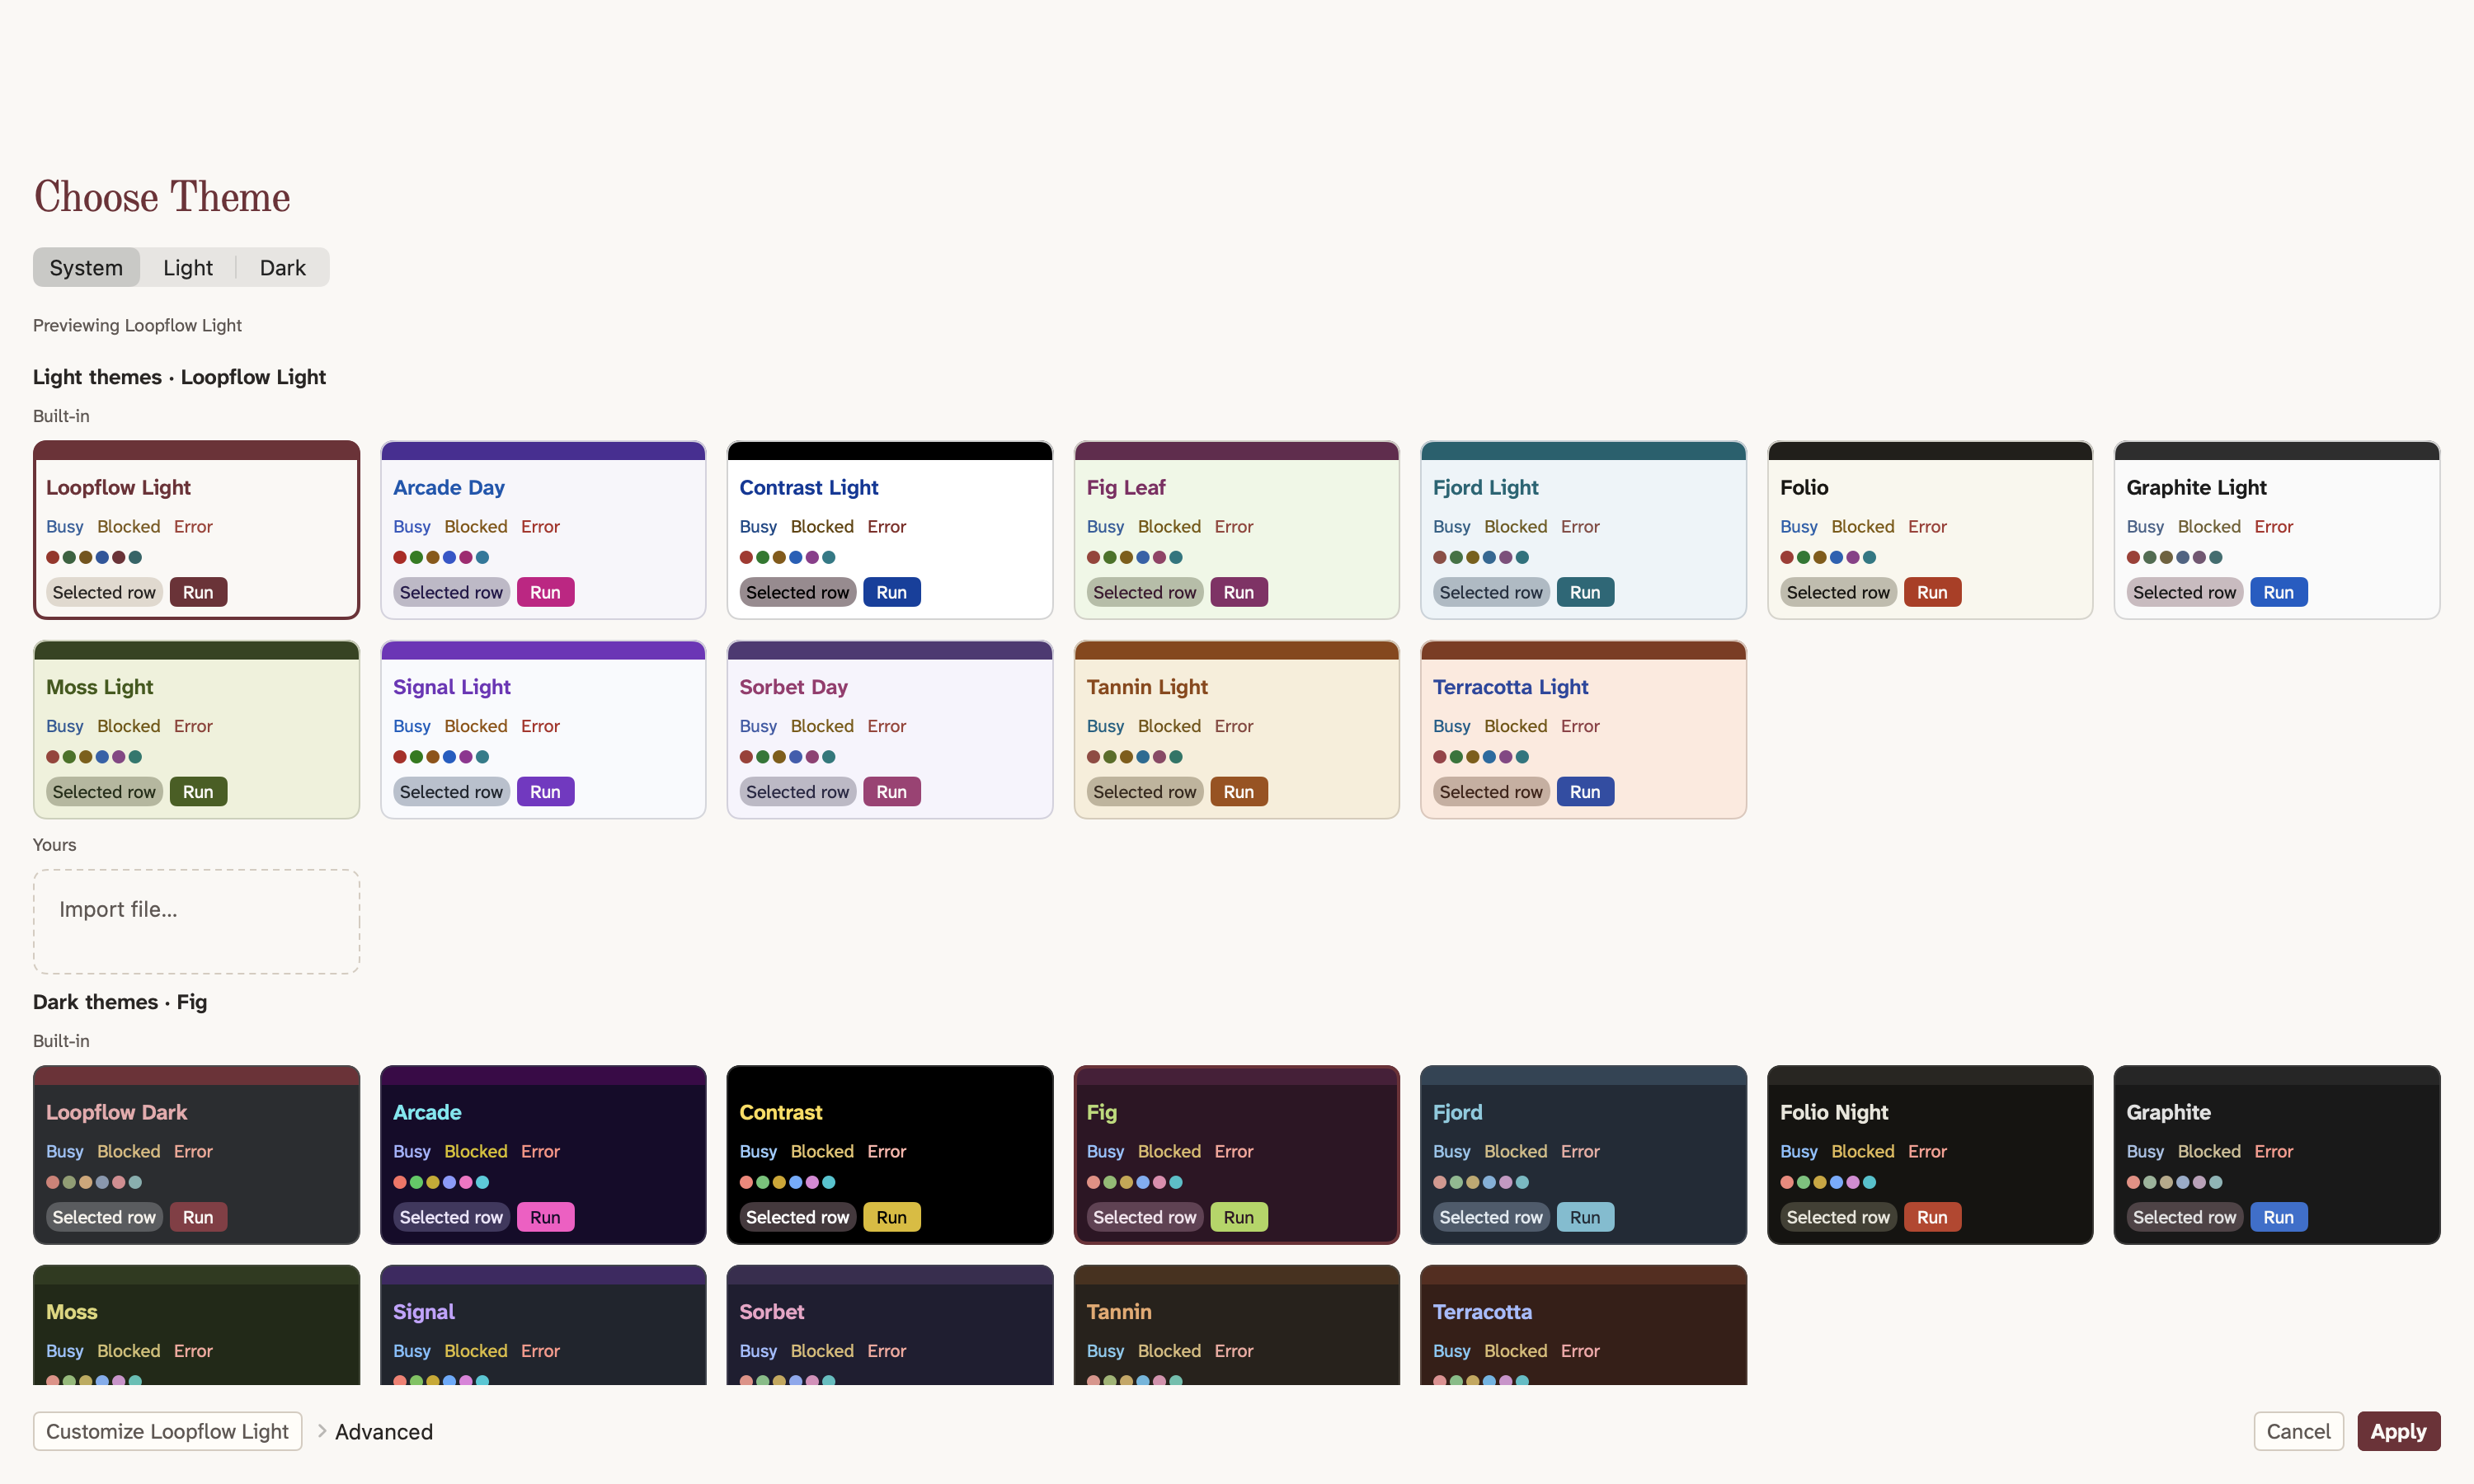 Choose Theme
System Light Dark
Previewing Loopflow Light
Light themes · Loopflow Light
Built-in
Loopflow Light
Busy Blocked Error
Selected row Run
Arcade Day
Busy Blocked Error
Selected row Run
Contrast Light
Busy Blocked Error
Selected row Run
Fig Leaf
Busy Blocked Error
Selected row Run
Fjord Light
Busy Blocked Error
Selected row Run
Folio
Busy Blocked Error
Selected row Run
Graphite Light
Busy Blocked Error
Selected row Run
Moss Light
Busy Blocked Error
Selected row Run
Signal Light
Busy Blocked Error
Selected row Run
Sorbet Day
Busy Blocked Error
Selected row Run
Tannin Light
Busy Blocked Error
Selected row Run
Terracotta Light
Busy Blocked Error
Selected row Run
Yours
Import file...
Dark themes · Fig
Built-in
Loopflow Dark
Busy Blocked Error
Selected row Run
Arcade
Busy Blocked Error
Selected row Run
Contrast
Busy Blocked Error
Selected row Run
Fig
Busy Blocked Error
Selected row Run
Fjord
Busy Blocked Error
Selected row Run
Folio Night
Busy Blocked Error
Selected row Run
Graphite
Busy Blocked Error
Selected row Run
Moss
Busy Blocked Error
Signal
Busy Blocked Error
Sorbet
Busy Blocked Error
Tannin
Busy Blocked Error
Terracotta
Busy Blocked Error
Customize Loopflow Light > Advanced
Cancel Apply